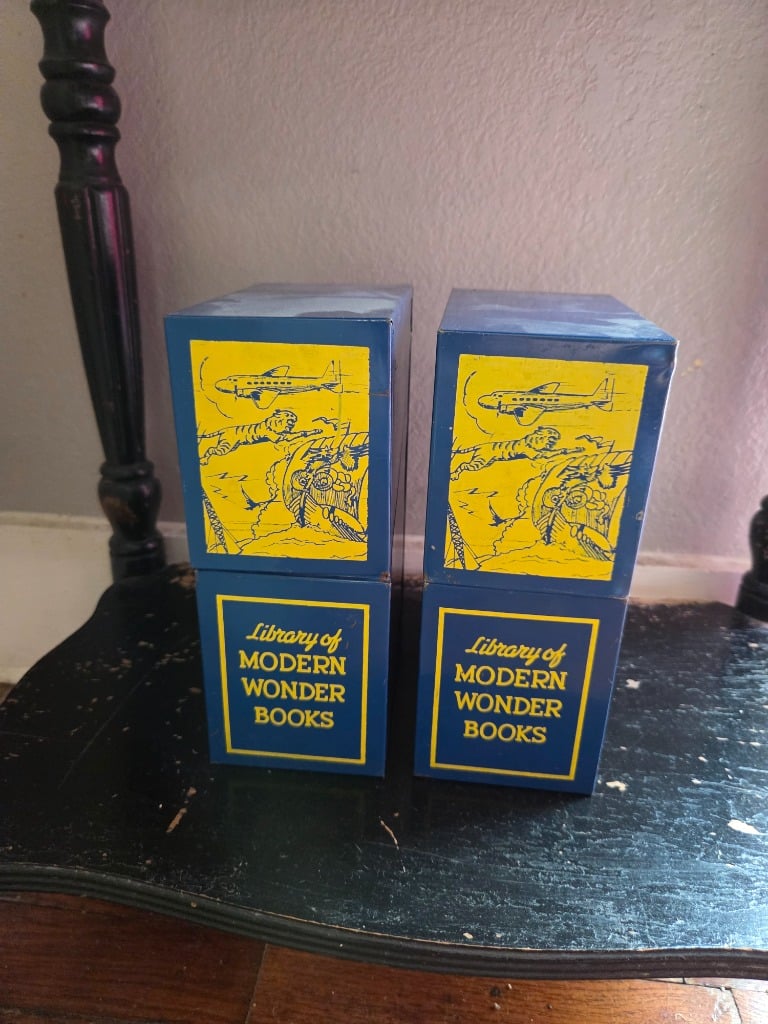 Library of
MODERN
WONDER
BOOKS
Library of
MODERN
WONDER
BOOKS